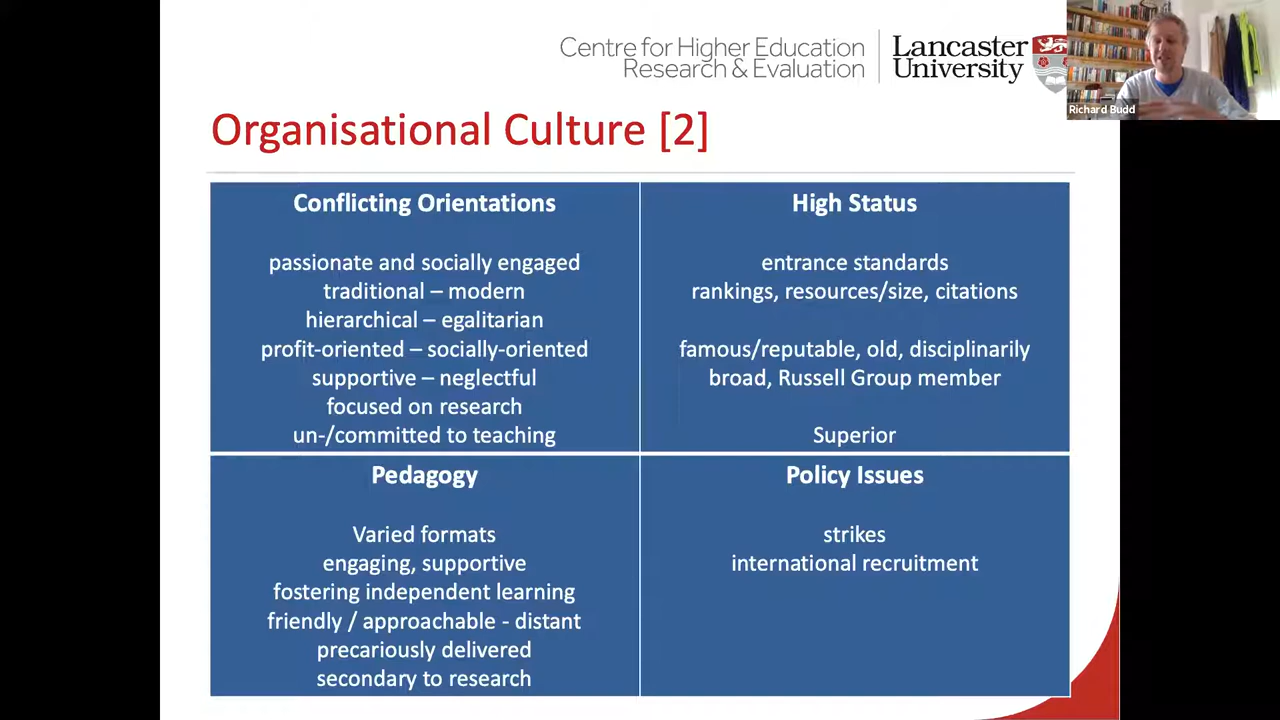 Centre for Higher Education
Research & Evaluation
Lancaster
University
Richard Budd
Organisational Culture [2]
Conflicting Orientations
passionate and socially engaged
traditional – modern
hierarchical – egalitarian
profit-oriented – socially-oriented
supportive – neglectful
focused on research
un-/committed to teaching
High Status
entrance standards
rankings, resources/size, citations
famous/reputable, old, disciplinarily
broad, Russell Group member
Superior
Pedagogy
Varied formats
engaging, supportive
fostering independent learning
friendly / approachable - distant
precariously delivered
secondary to research
Policy Issues
strikes
international recruitment